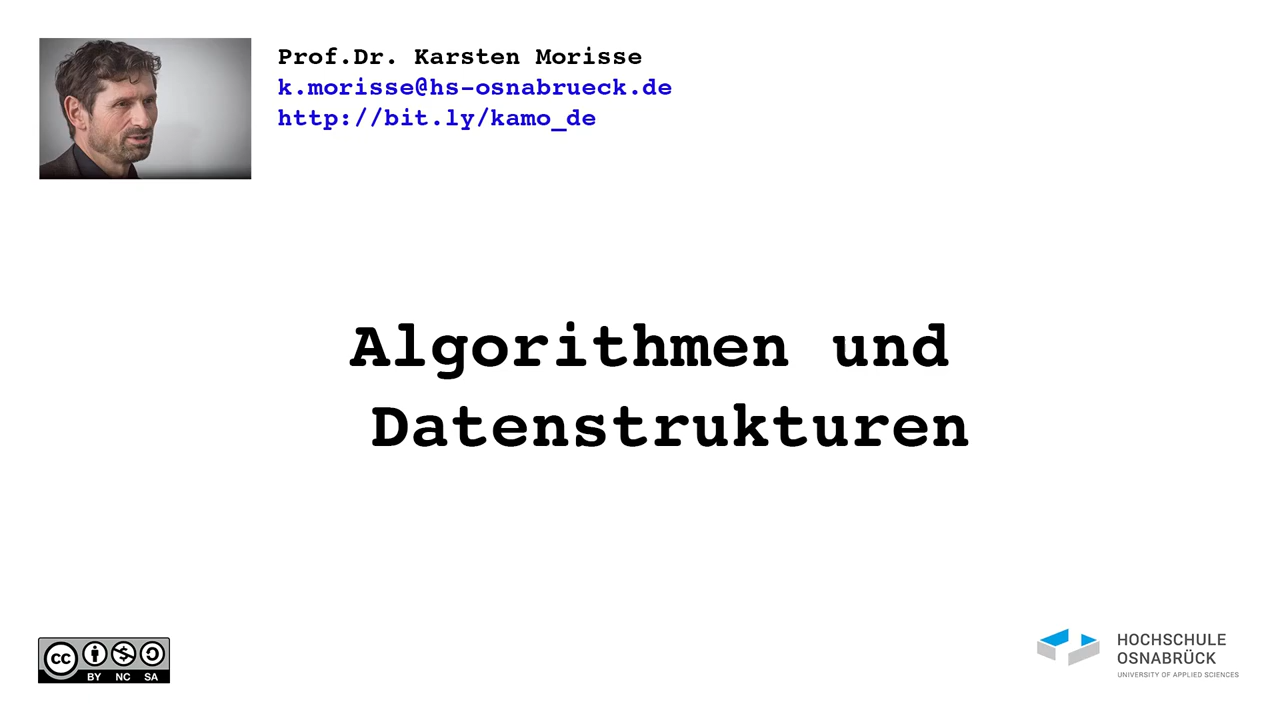 Prof.Dr. Karsten Morisse
k.morisse@hs-osnabrueck.de
http://bit.ly/kamo_de
Algorithmen und
Datenstrukturen
cc
BY NC SA
HOCHSCHULE
OSNABRÜCK
UNIVERSITY OF APPLIED SCIENCES